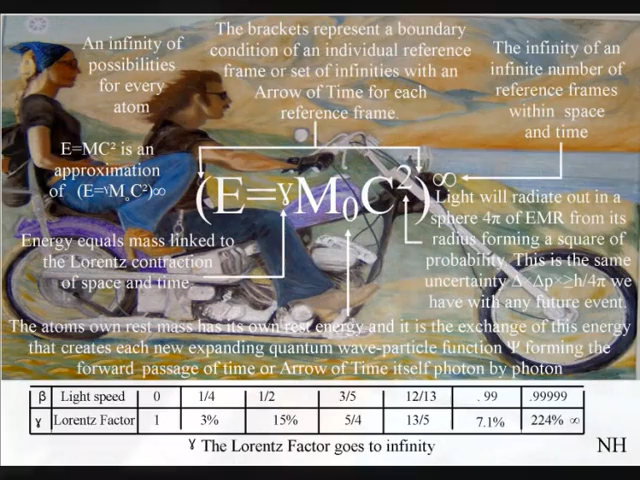 An infinity of
possibilities
for every
atom
The brackets represent a boundary
condition of an individual reference
frame or set of infinities with an
Arrow of Time for each
reference frame
The infinity of an
infinite number of
reference frames
within space
and time
E=MC² is an
approximation
of (E=ˠM˳C²)∞
(E=ɣM₀C²)∞
Energy equals mass linked to
the Lorentz contraction
of space and time
Light will radiate out in a
sphere 4π of EMR from its
radius forming a square of
probability. This is the same
uncertainty Δ×Δp×≥h/4π we
have with any future event.
The atoms own rest mass has its own rest energy and it is the exchange of this energy
that creates each new expanding quantum wave-particle function Ψ forming the
forward passage of time or Arrow of Time itself photon by photon
β Light speed 0 1/4 1/2 3/5 12/13 . 99 .99999
ɣ Lorentz Factor 1 3% 15% 5/4 13/5 7.1% 224% ∞
ɣ The Lorentz Factor goes to infinity
NH